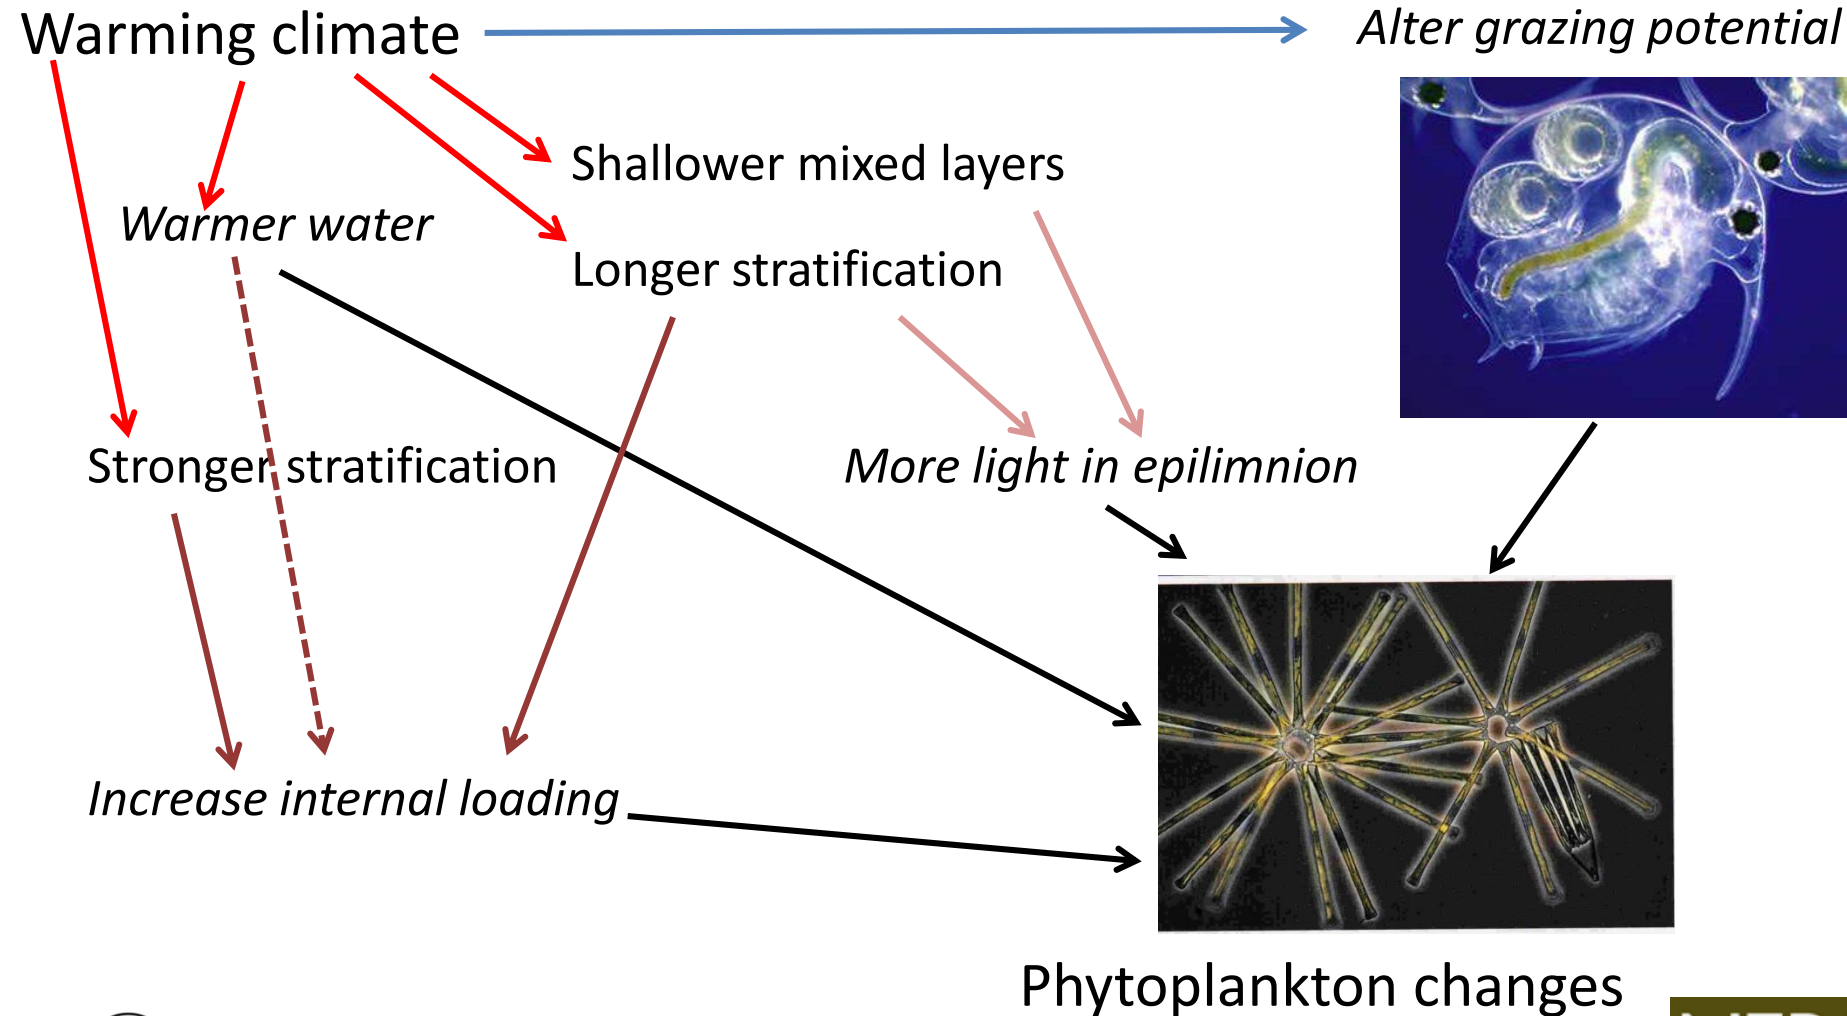 Warming climate
Alter grazing potential
Shallower mixed layers
Warmer water
Longer stratification
Stronger stratification
More light in epilimnion
Increase internal loading
Phytoplankton changes